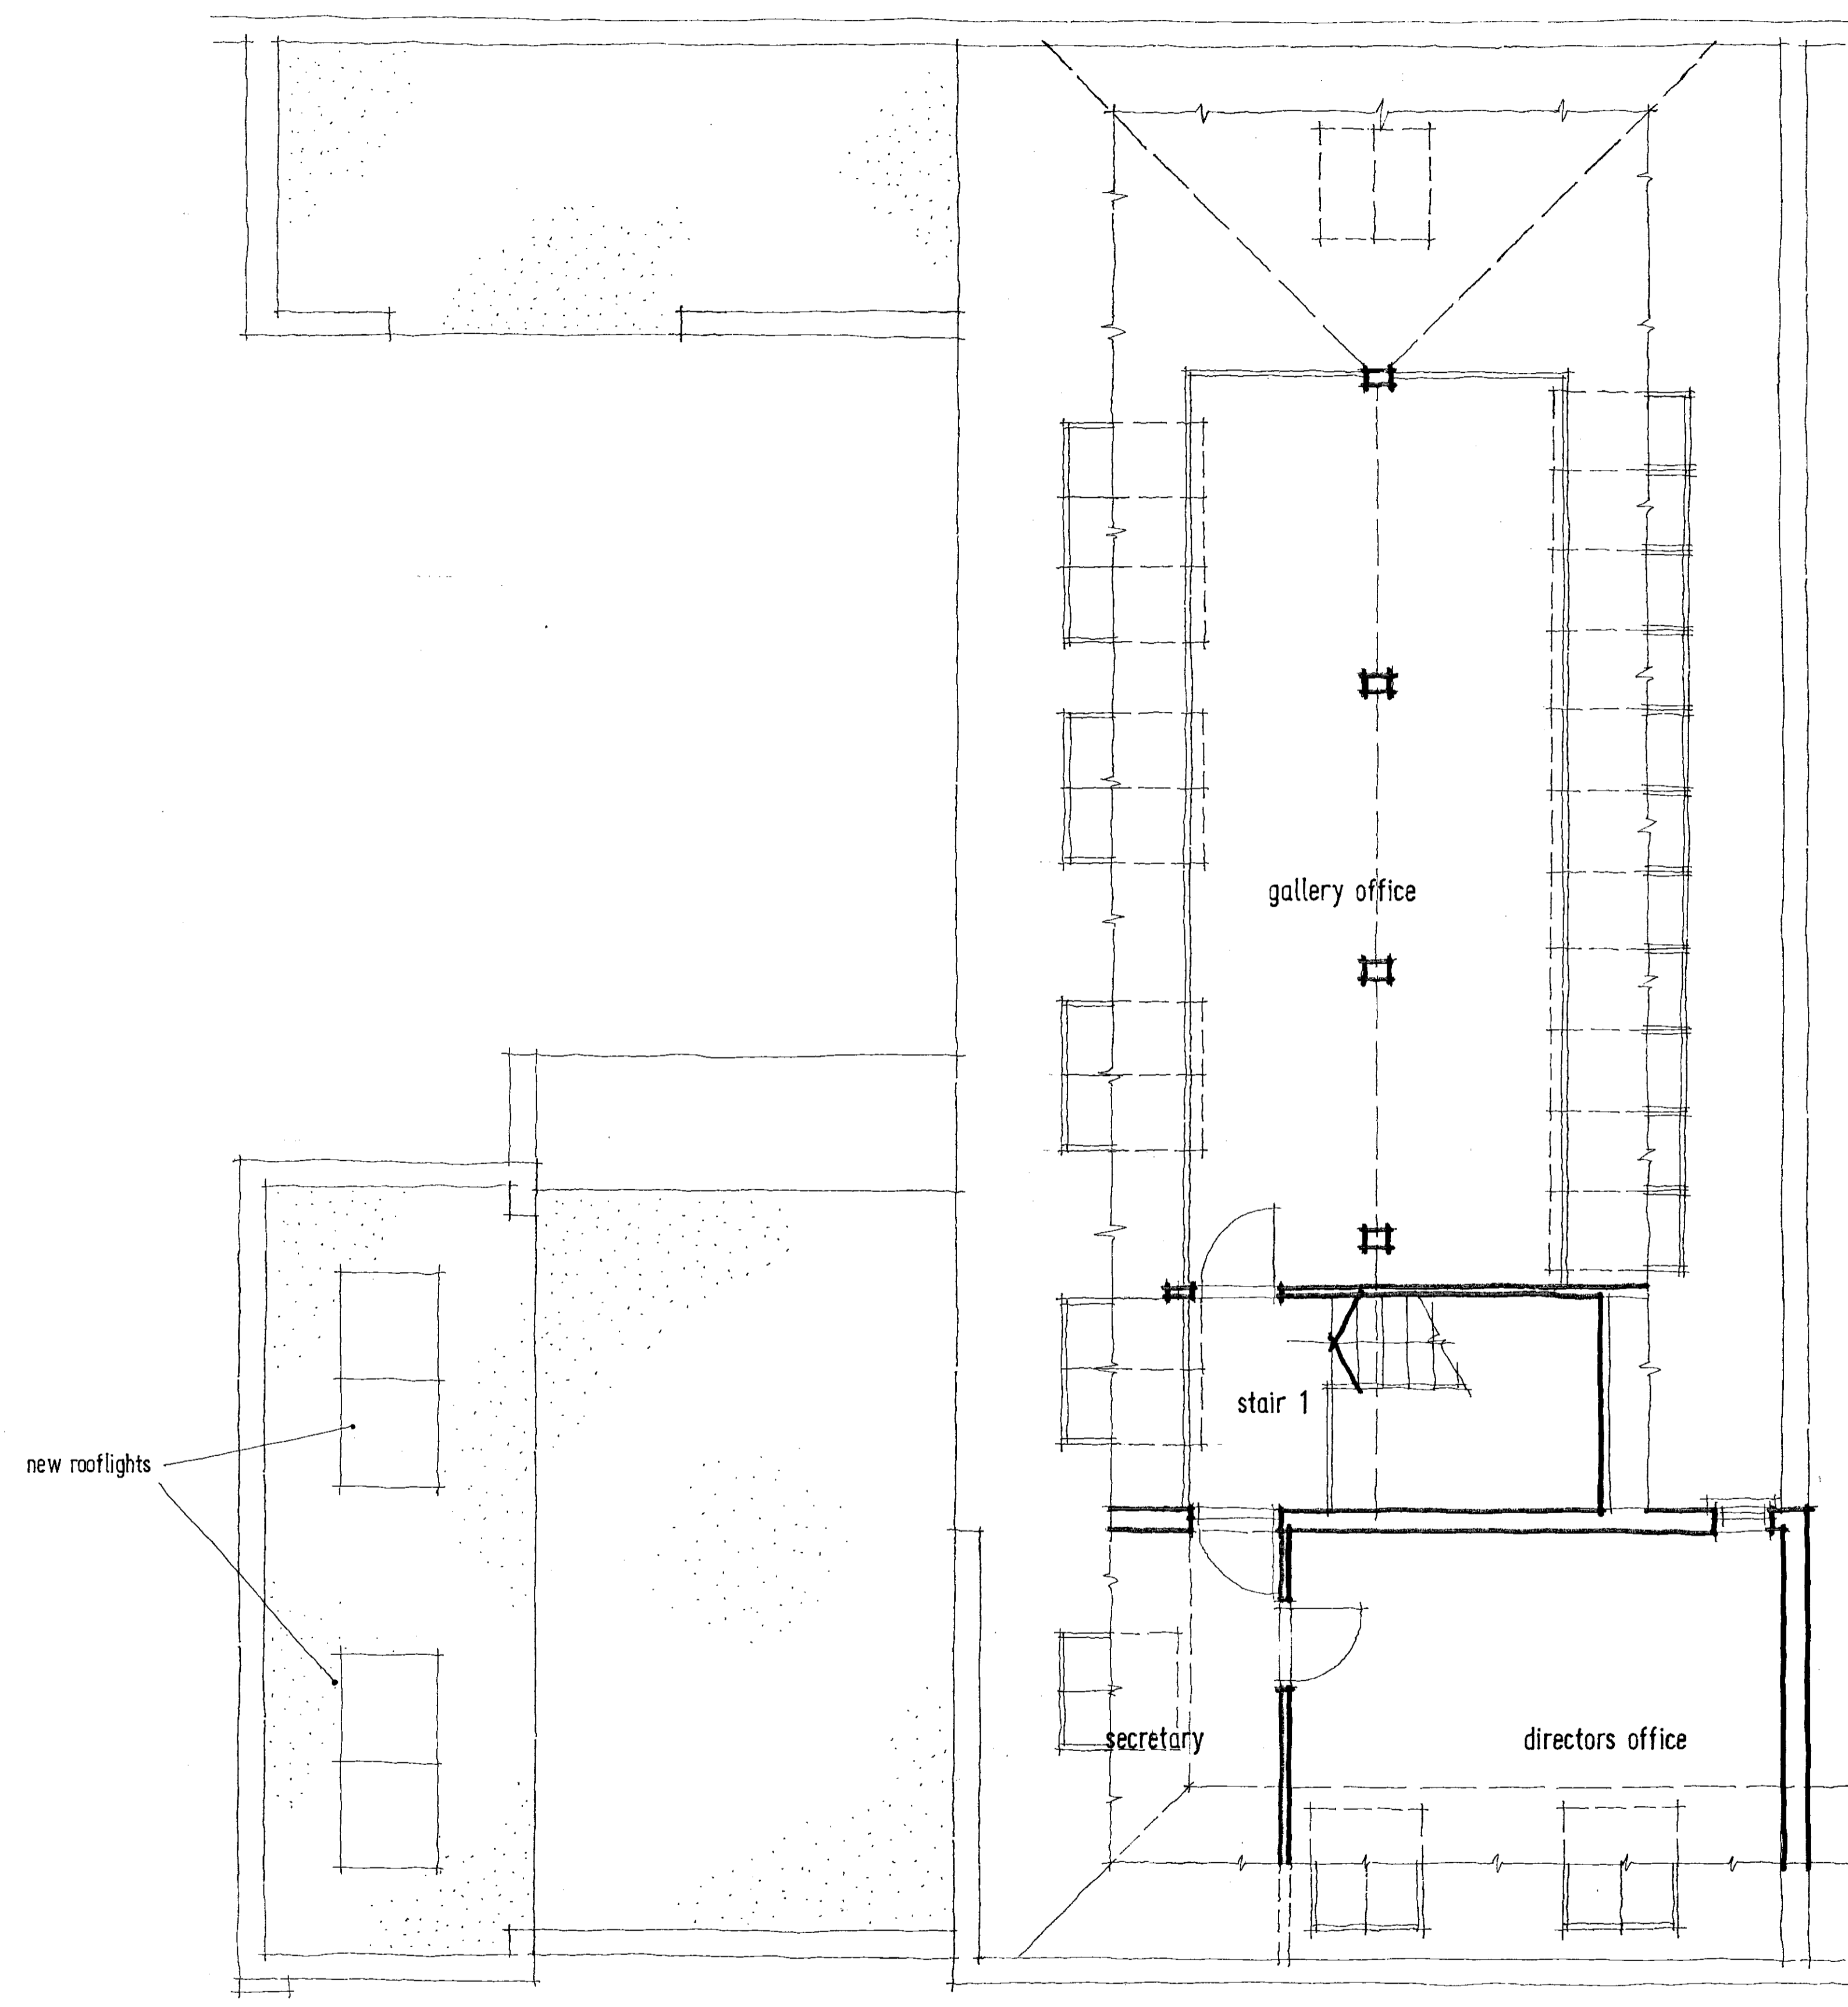 gallery office
stair 1
new rooflights
secretary
directors office